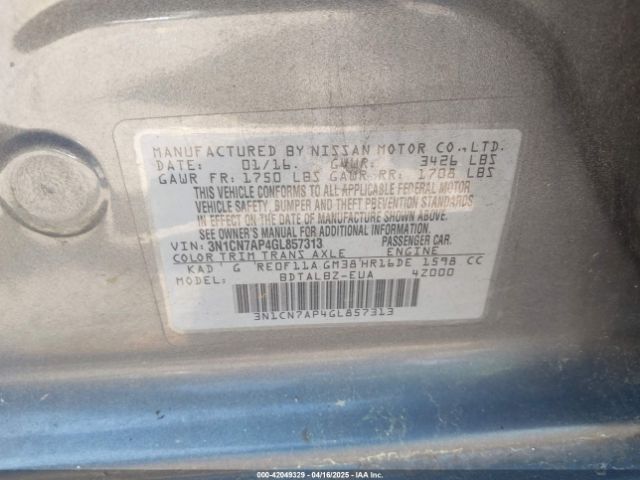 MANUFACTURED BY NISSAN MOTOR CO., LTD.
DATE: 01/16 GVWR: 3426 LBS
GAWR FR: 1750 LBS GAWR RR: 1708 LBS
THIS VEHICLE CONFORMS TO ALL APPLICABLE FEDERAL MOTOR
VEHICLE SAFETY, BUMPER AND THEFT PREVENTION STANDARDS
IN EFFECT ON THE DATE OF MANUFACTURE SHOWN ABOVE.
SEE OWNER'S MANUAL FOR ADDITIONAL INFORMATION.
VIN: 3N1CN7AP4GL857313 PASSENGER CAR.
COLOR TRIM TRANS AXLE ENGINE
KAD G RE0F11A GM38 HR16DE 1598 CC
MODEL: BDTALBZ-EUA 4Z000
3N1CN7AP4GL857313
000-42049329 - 04/16/2025 - IAA, Inc.